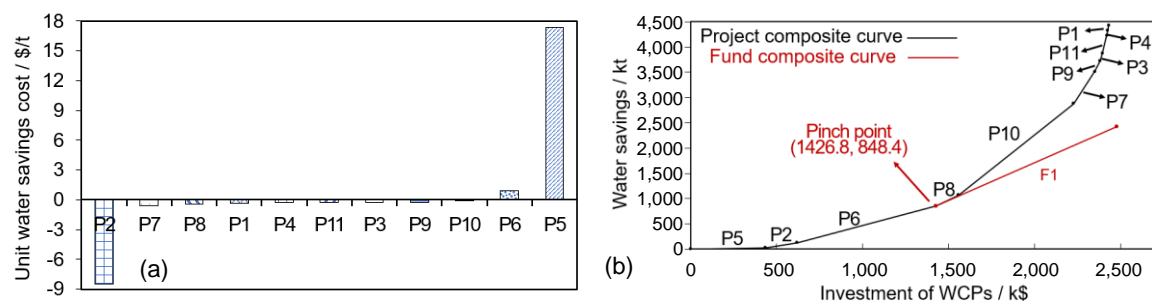 Unit water savings cost / $/t
18
15
12
9
6
3
0
-3
-6
-9
P2 P7 P8 P1 P4 P11 P3 P9 P10 P6 P5
(a)
Water savings / kt
4,500
4,000
3,500
3,000
2,500
2,000
1,500
1,000
500
0
Project composite curve
Fund composite curve
P1
P4
P11
P3
P9
P7
P10
Pinch point
(1426.8, 848.4)
P8
F1
P6
P5
P2
0 500 1,000 1,500 2,000 2,500
Investment of WCPs / k$
(b)